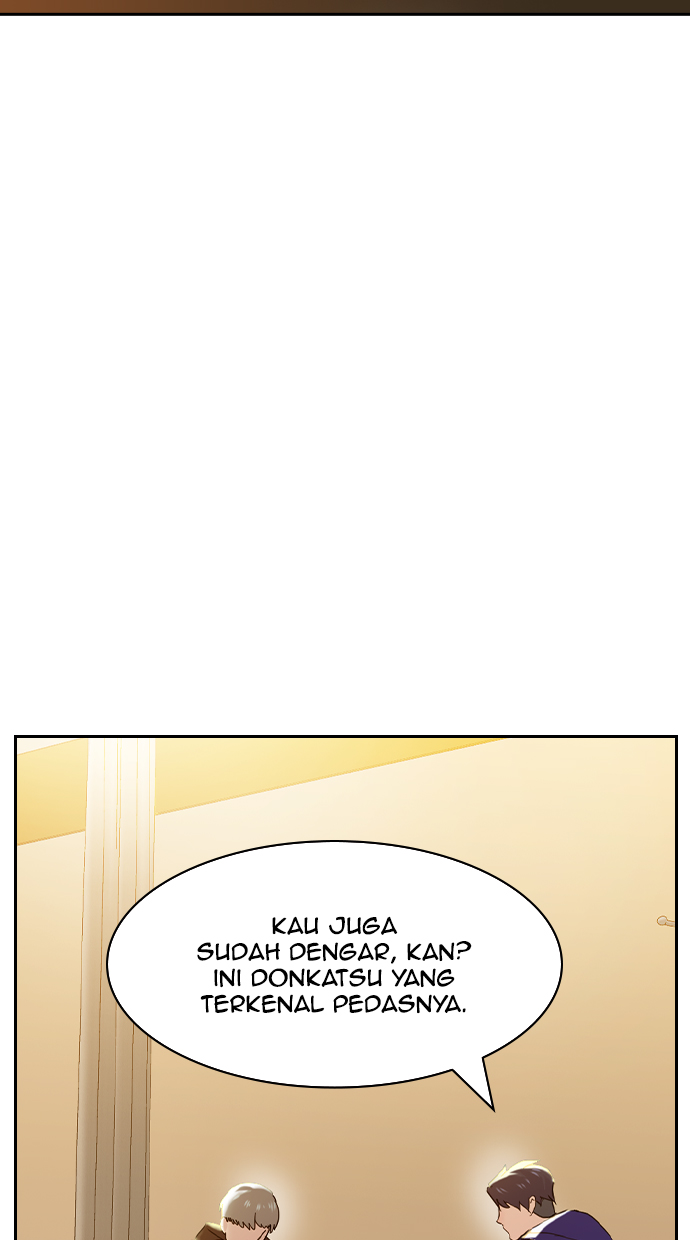 KAU JUGA
SUDAH DENGAR, KAN?
INI DONKATSU YANG
TERKENAL PEDASNYA.